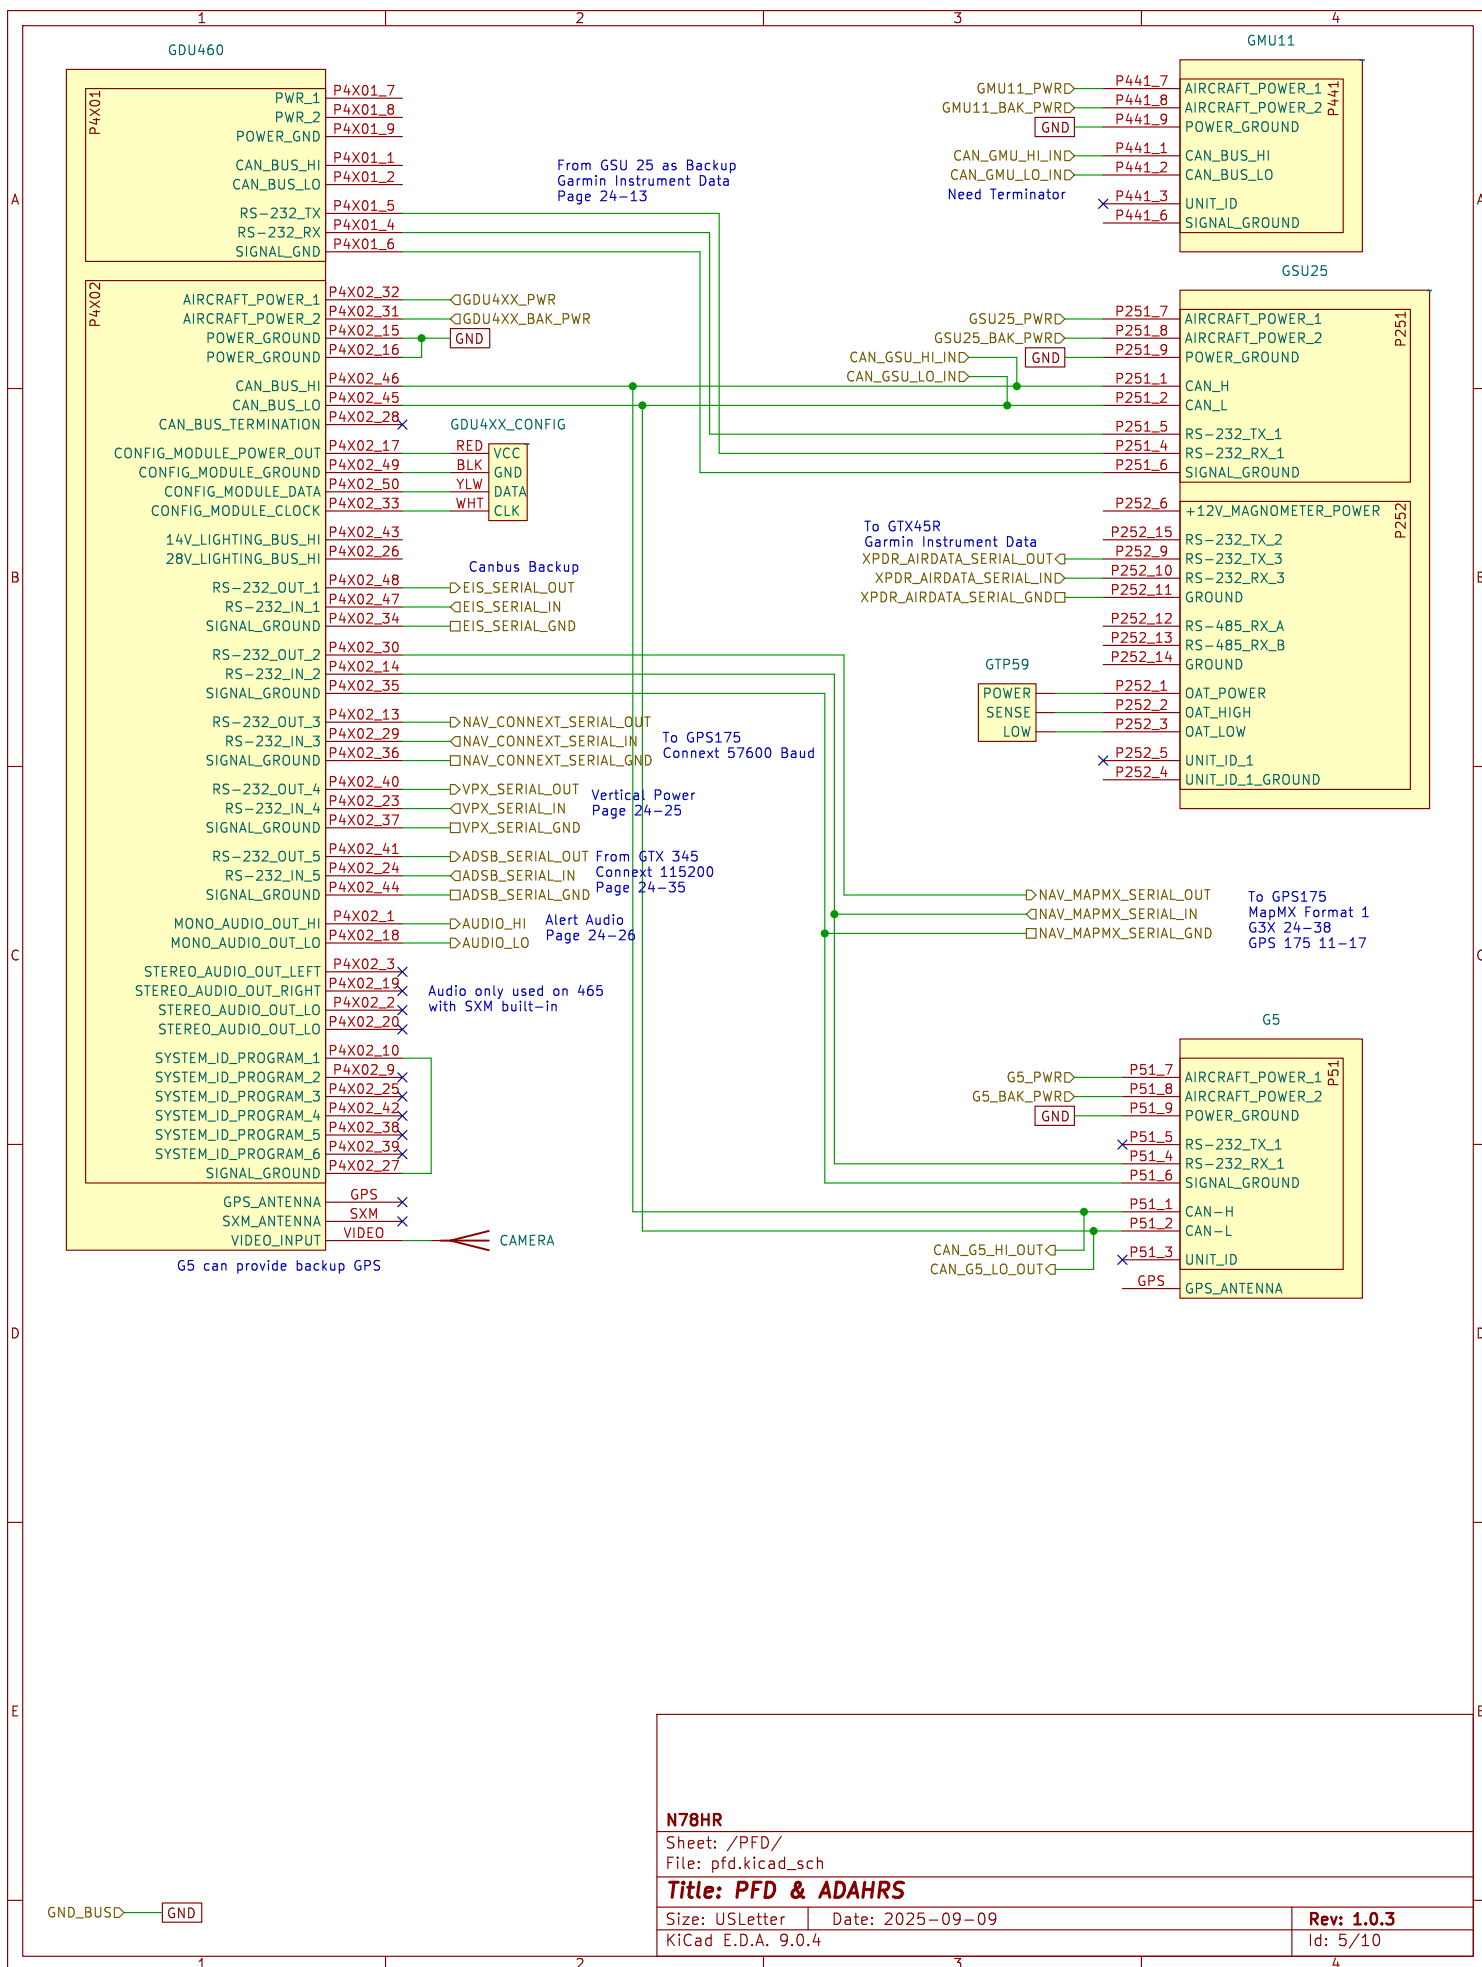 1 2 3 4
GDU460
P4X01
PWR_1 P4X01_7
PWR_2 P4X01_8
POWER_GND P4X01_9
CAN_BUS_HI P4X01_1
CAN_BUS_LO P4X01_2
RS-232_TX P4X01_5
RS-232_RX P4X01_4
SIGNAL_GND P4X01_6
From GSU 25 as Backup
Garmin Instrument Data
Page 24-13
P4X02
AIRCRAFT_POWER_1 P4X02_32 GDU4XX_PWR
AIRCRAFT_POWER_2 P4X02_31 GDU4XX_BAK_PWR
POWER_GROUND P4X02_15 GND
POWER_GROUND P4X02_16
CAN_BUS_HI P4X02_46
CAN_BUS_LO P4X02_45
CAN_BUS_TERMINATION P4X02_28
GDU4XX_CONFIG
CONFIG_MODULE_POWER_OUT P4X02_17 RED VCC
CONFIG_MODULE_GROUND P4X02_49 BLK GND
CONFIG_MODULE_DATA P4X02_50 YLW DATA
CONFIG_MODULE_CLOCK P4X02_33 WHT CLK
14V_LIGHTING_BUS_HI P4X02_43
28V_LIGHTING_BUS_HI P4X02_26
Canbus Backup
RS-232_OUT_1 P4X02_48 EIS_SERIAL_OUT
RS-232_IN_1 P4X02_47 EIS_SERIAL_IN
SIGNAL_GROUND P4X02_34 EIS_SERIAL_GND
RS-232_OUT_2 P4X02_30
RS-232_IN_2 P4X02_14
SIGNAL_GROUND P4X02_35
RS-232_OUT_3 P4X02_13 NAV_CONNEXT_SERIAL_OUT
RS-232_IN_3 P4X02_29 NAV_CONNEXT_SERIAL_IN
SIGNAL_GROUND P4X02_36 NAV_CONNEXT_SERIAL_GND
To GPS175
Connext 57600 Baud
RS-232_OUT_4 P4X02_40 VPX_SERIAL_OUT
RS-232_IN_4 P4X02_23 VPX_SERIAL_IN
SIGNAL_GROUND P4X02_37 VPX_SERIAL_GND
Vertical Power
Page 24-25
RS-232_OUT_5 P4X02_41 ADSB_SERIAL_OUT
RS-232_IN_5 P4X02_24 ADSB_SERIAL_IN
SIGNAL_GROUND P4X02_44 ADSB_SERIAL_GND
From GTX 345
Connext 115200
Page 24-35
MONO_AUDIO_OUT_HI P4X02_1 AUDIO_HI
MONO_AUDIO_OUT_LO P4X02_18 AUDIO_LO
Alert Audio
Page 24-26
STEREO_AUDIO_OUT_LEFT P4X02_3
STEREO_AUDIO_OUT_RIGHT P4X02_19
STEREO_AUDIO_OUT_LO P4X02_2
STEREO_AUDIO_OUT_LO P4X02_20
Audio only used on 465
with SXM built-in
SYSTEM_ID_PROGRAM_1 P4X02_10
SYSTEM_ID_PROGRAM_2 P4X02_9
SYSTEM_ID_PROGRAM_3 P4X02_25
SYSTEM_ID_PROGRAM_4 P4X02_42
SYSTEM_ID_PROGRAM_5 P4X02_38
SYSTEM_ID_PROGRAM_6 P4X02_39
SIGNAL_GROUND P4X02_27
GPS_ANTENNA GPS
SXM_ANTENNA SXM
VIDEO_INPUT VIDEO CAMERA
G5 can provide backup GPS
GMU11
P441
GMU11_PWR P441_7 AIRCRAFT_POWER_1
GMU11_BAK_PWR P441_8 AIRCRAFT_POWER_2
GND P441_9 POWER_GROUND
CAN_GMU_HI_IN P441_1 CAN_BUS_HI
CAN_GMU_LO_IN P441_2 CAN_BUS_LO
Need Terminator
P441_3 UNIT_ID
P441_6 SIGNAL_GROUND
GSU25
P251
GSU25_PWR P251_7 AIRCRAFT_POWER_1
GSU25_BAK_PWR P251_8 AIRCRAFT_POWER_2
CAN_GSU_HI_IN GND P251_9 POWER_GROUND
CAN_GSU_LO_IN
P251_1 CAN_H
P251_2 CAN_L
P251_5 RS-232_TX_1
P251_4 RS-232_RX_1
P251_6 SIGNAL_GROUND
P252
P252_6 +12V_MAGNOMETER_POWER
To GTX45R
Garmin Instrument Data
P252_15 RS-232_TX_2
XPDR_AIRDATA_SERIAL_OUT P252_9 RS-232_TX_3
XPDR_AIRDATA_SERIAL_IN P252_10 RS-232_RX_3
XPDR_AIRDATA_SERIAL_GND P252_11 GROUND
P252_12 RS-485_RX_A
P252_13 RS-485_RX_B
P252_14 GROUND
GTP59
POWER P252_1 OAT_POWER
SENSE P252_2 OAT_HIGH
LOW P252_3 OAT_LOW
P252_5 UNIT_ID_1
P252_4 UNIT_ID_1_GROUND
NAV_MAPMX_SERIAL_OUT
NAV_MAPMX_SERIAL_IN
NAV_MAPMX_SERIAL_GND
To GPS175
MapMX Format 1
G3X 24-38
GPS 175 11-17
G5
P51
G5_PWR P51_7 AIRCRAFT_POWER_1
G5_BAK_PWR P51_8 AIRCRAFT_POWER_2
GND P51_9 POWER_GROUND
P51_5 RS-232_TX_1
P51_4 RS-232_RX_1
P51_6 SIGNAL_GROUND
P51_1 CAN-H
P51_2 CAN-L
CAN_G5_HI_OUT
CAN_G5_LO_OUT
P51_3 UNIT_ID
GPS GPS_ANTENNA
A A
B B
C C
D D
E E
GND_BUS GND
N78HR
Sheet: /PFD/
File: pfd.kicad_sch
Title: PFD & ADAHRS
Size: USLetter Date: 2025-09-09 Rev: 1.0.3
KiCad E.D.A. 9.0.4 Id: 5/10
1 2 3 4